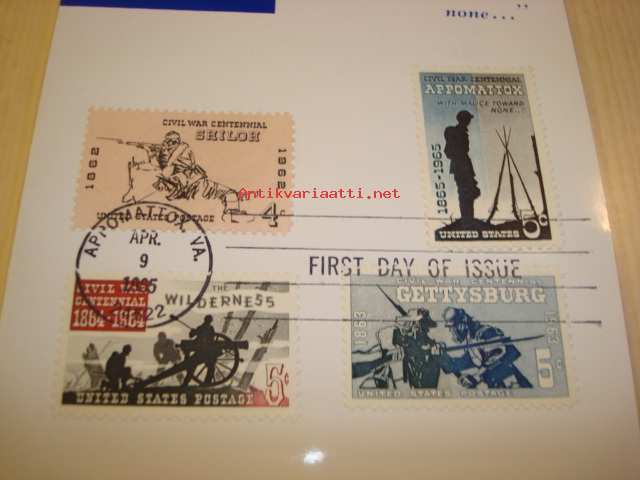 none..."
CIVIL WAR CENTENNIAL
SHILOH
1862
1862
UNITED STATES POSTAGE
4¢
CIVIL WAR CENTENNIAL
APPOMATTOX
WITH MALICE TOWARD
NONE..."
1865-1965
UNITED STATES
5¢
Antikvariaatti.net
APPOMATTOX VA.
APR.
9
FIRST DAY OF ISSUE
CIVIL WAR
CENTENNIAL
1864-1964
THE
WILDERNESS
5¢
UNITED STATES POSTAGE
CIVIL WAR CENTENNIAL
GETTYSBURG
1863
1963
5¢
UNITED STATES POSTAGE